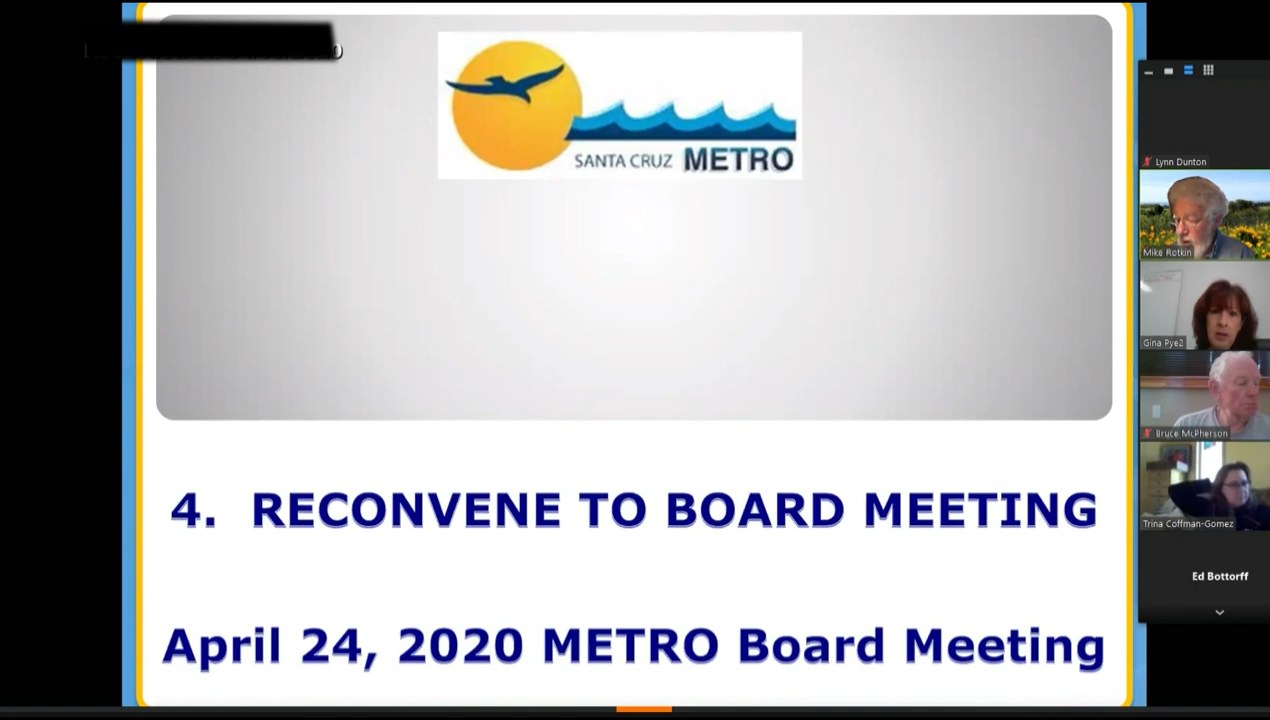 SANTA CRUZ METRO
Lynn Dunton
Mike Rotkin
Gina Pye2
Bruce McPherson
Trina Coffman-Gomez
Ed Bottorff
4. RECONVENE TO BOARD MEETING
April 24, 2020 METRO Board Meeting